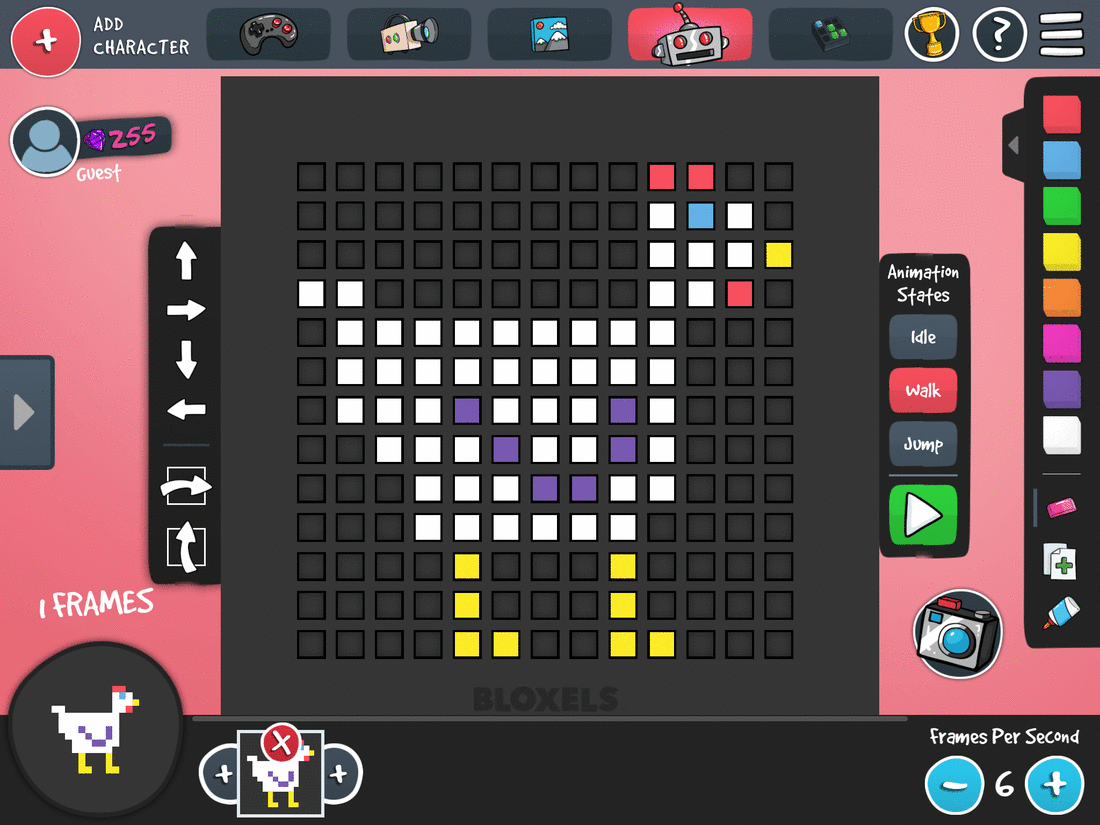 ADD
CHARACTER
255
Guest
Animation
States
Idle
Walk
Jump
1 FRAMES
BLOXELS
Frames Per Second
6